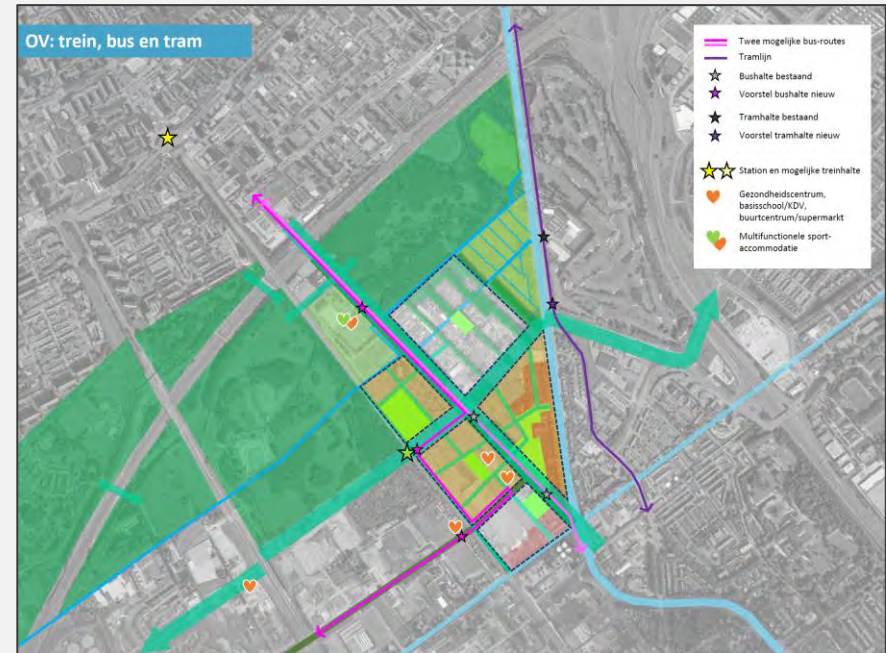 OV: trein, bus en tram
Twee mogelijke bus-routes
Tramlijn
Bushalte bestaand
Voorstel bushalte nieuw
Tramhalte bestaand
Voorstel tramhalte nieuw
Station en mogelijke treinhalte
Gezondheidscentrum,
basisschool/KDV,
buurtcentrum/supermarkt
Multifunctionele sport-
accommodatie